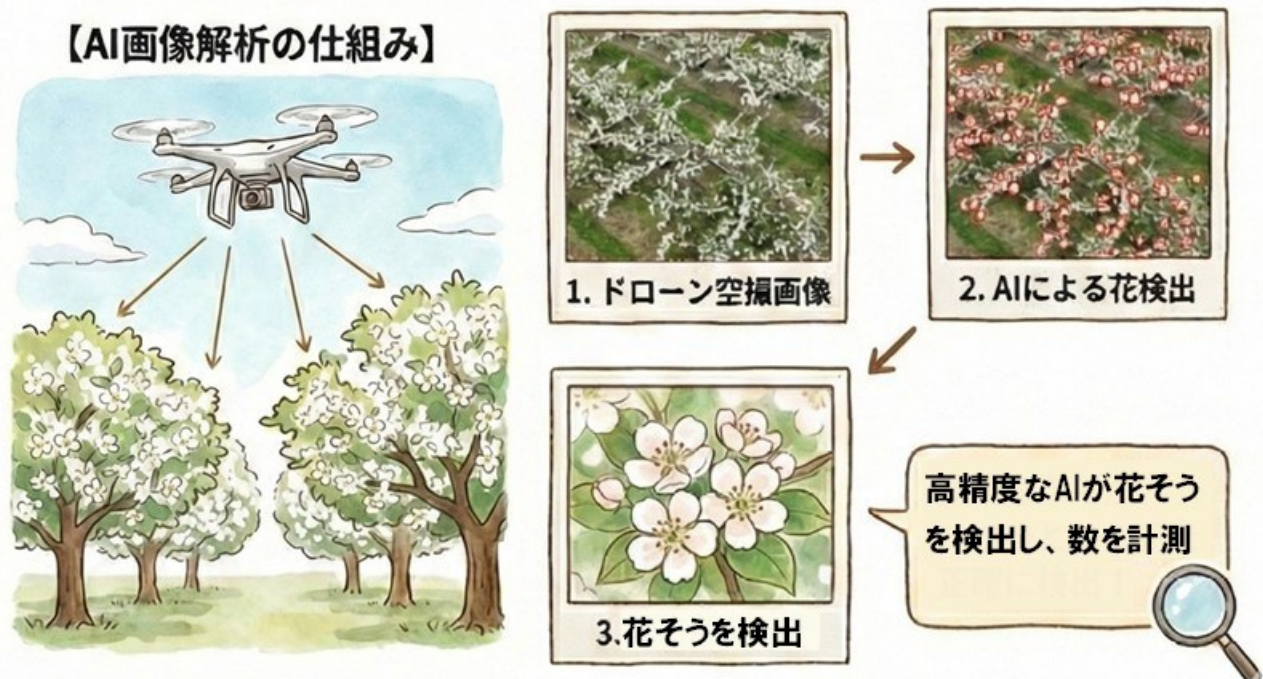 【AI画像解析の仕組み】
1. ドローン空撮画像
2. AIによる花検出
3.花そうを検出
高精度なAIが花そう
を検出し、数を計測